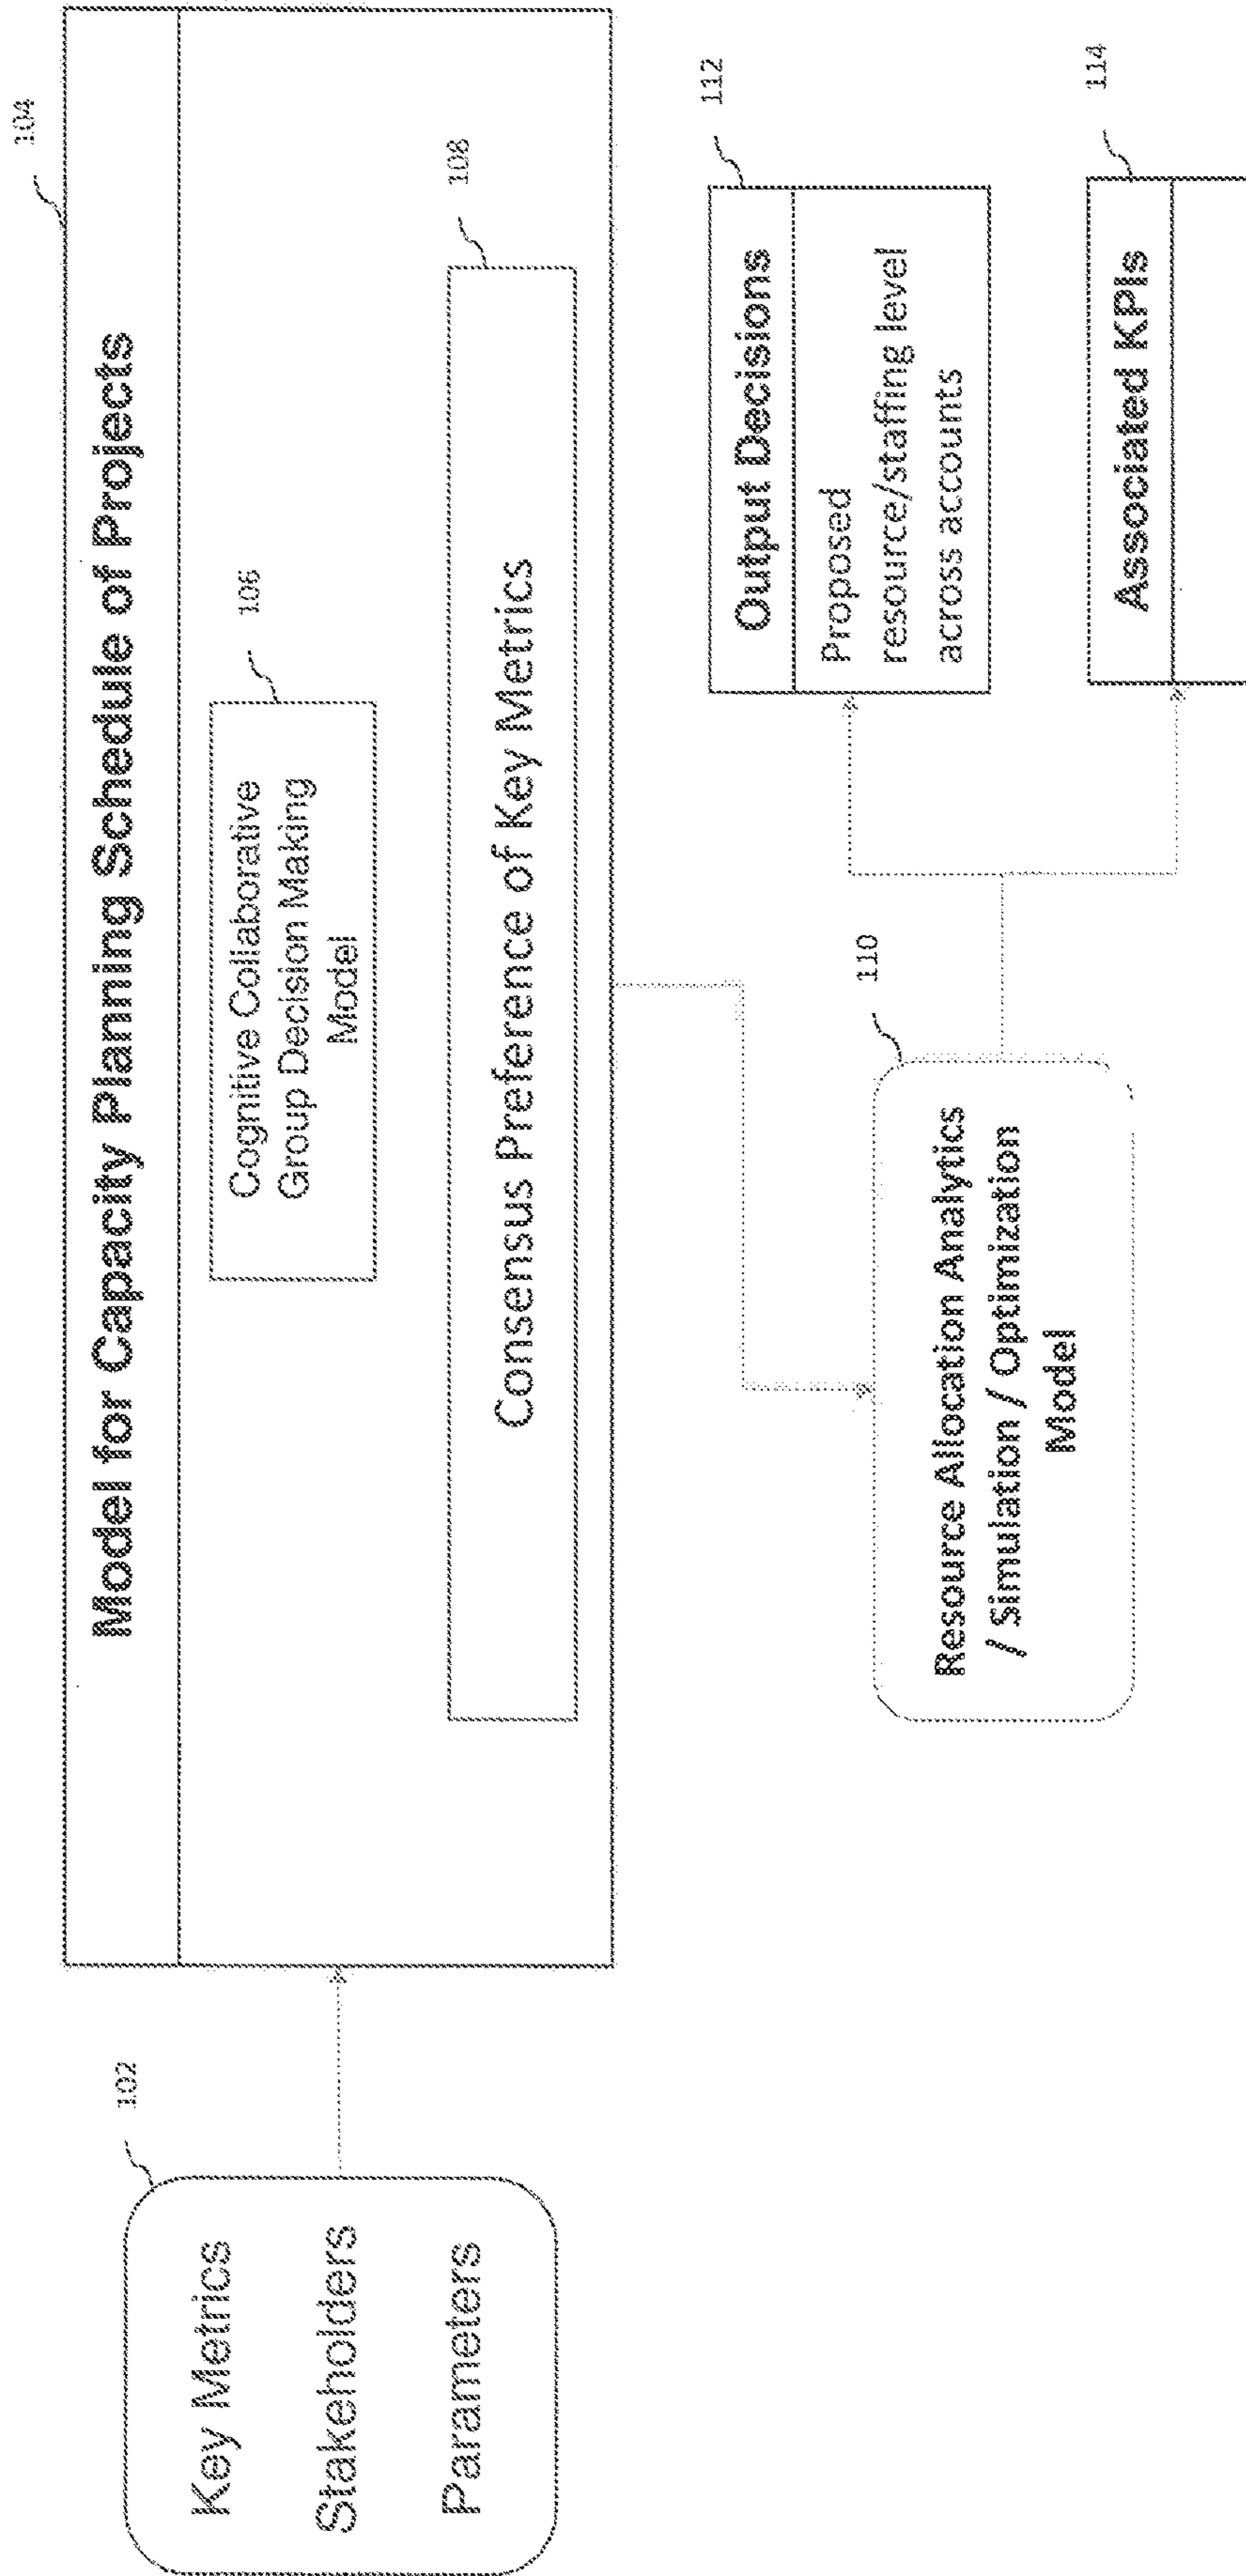 102
Key Metrics
Stakeholders
Parameters
104
Model for Capacity Planning Schedule of Projects
106
Cognitive Collaborative
Group Decision Making
Model
108
Consensus Preference of Key Metrics
110
Resource Allocation Analytics
/ Simulation / Optimization
Model
112
Output Decisions
Proposed
resource/staffing level
across accounts
114
Associated KPIs